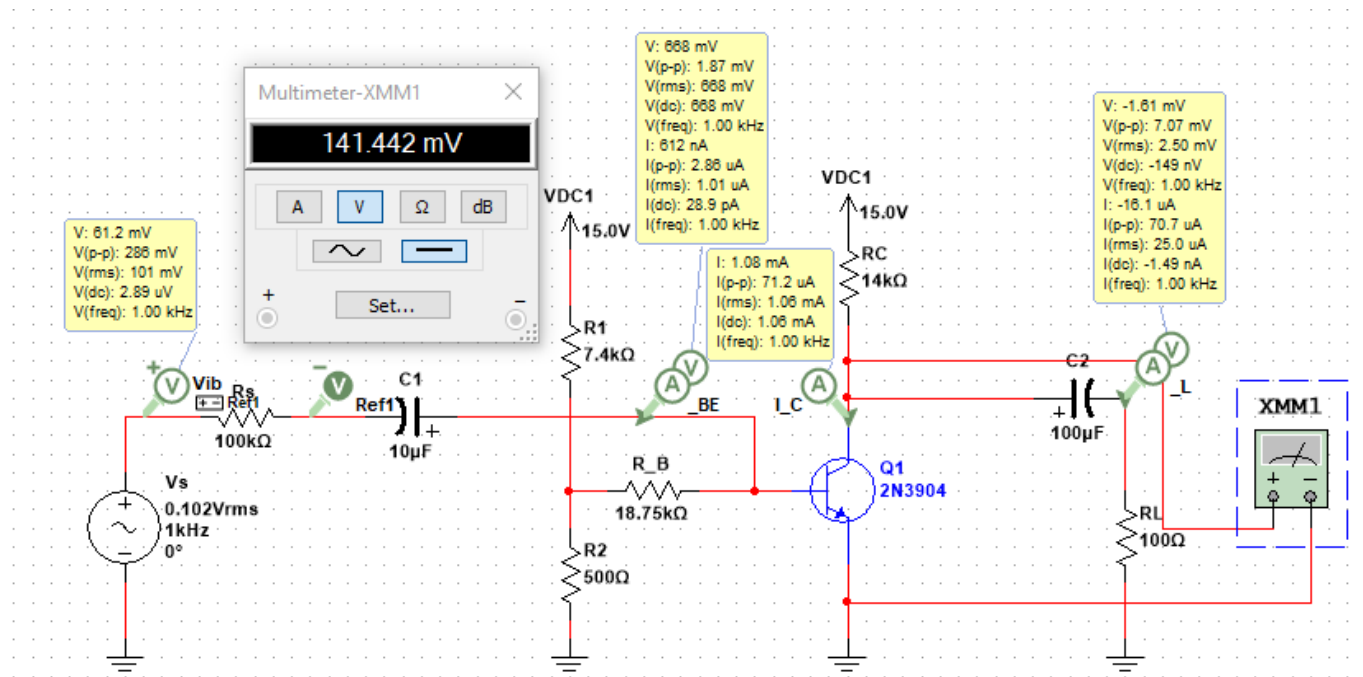 Multimeter-XMM1
141.442 mV
A
V
Ω
dB
+
Set...
−
V: 61.2 mV
V(p-p): 286 mV
V(rms): 101 mV
V(dc): 2.89 uV
V(freq): 1.00 kHz
V: 668 mV
V(p-p): 1.87 mV
V(rms): 668 mV
V(dc): 668 mV
V(freq): 1.00 kHz
I: 612 nA
I(p-p): 2.86 uA
I(rms): 1.01 uA
I(dc): 28.9 pA
I(freq): 1.00 kHz
I: 1.08 mA
I(p-p): 71.2 uA
I(rms): 1.06 mA
I(dc): 1.06 mA
I(freq): 1.00 kHz
V: -1.61 mV
V(p-p): 7.07 mV
V(rms): 2.50 mV
V(dc): -149 nV
V(freq): 1.00 kHz
I: -16.1 uA
I(p-p): 70.7 uA
I(rms): 25.0 uA
I(dc): -1.49 nA
I(freq): 1.00 kHz
VDC1
15.0V
VDC1
15.0V
RC
14kΩ
R1
7.4kΩ
+
V
Vib
+ -
Ref1
Rs
100kΩ
−
V
Ref1
C1
+
10µF
A
V
_BE
A
I_C
C2
+
100µF
A
V
_L
XMM1
+ −
R_B
18.75kΩ
Q1
2N3904
Vs
0.102Vrms
1kHz
0°
R2
500Ω
RL
100Ω